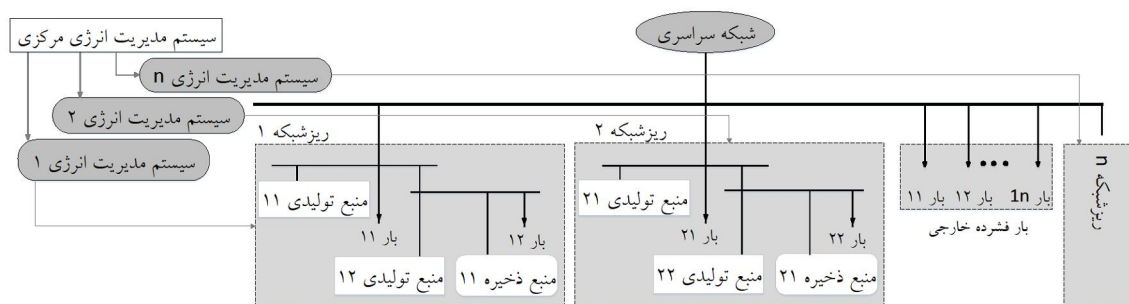 سیستم مدیریت انرژی مرکزی
شبکه سراسری
سیستم مدیریت انرژی n
سیستم مدیریت انرژی ۲
سیستم مدیریت انرژی ۱
ریزشبکه ۱
منبع تولیدی ۱۱
بار ۱۱
بار ۱۲
منبع تولیدی ۱۲
منبع ذخیره ۱۱
ریزشبکه ۲
منبع تولیدی ۲۱
بار ۲۱
بار ۲۲
منبع تولیدی ۲۲
منبع ذخیره ۲۱
بار ۱۱
بار ۱۲
بار 1n
بار فشرده خارجی
ریزشبکه n